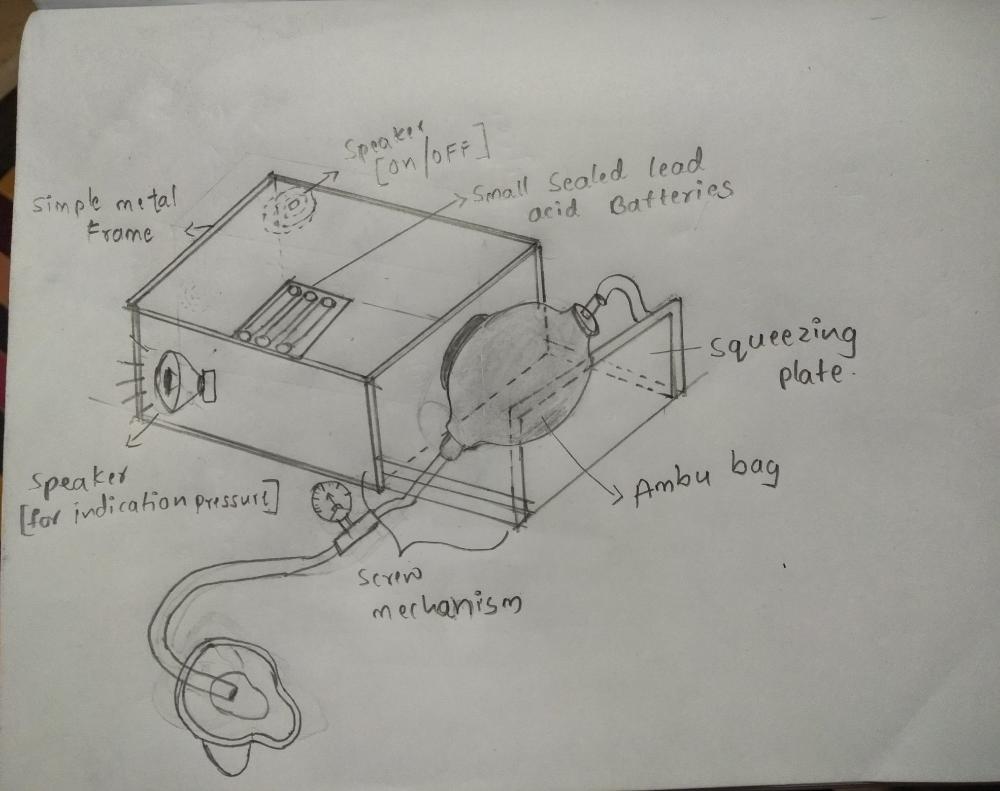 Speaker
[on/OFF]
Small Sealed lead
acid Batteries
Simple metal
Frame
Squeezing
plate.
Speaker
[for indication pressure]
Ambu bag
Screw
mechanism